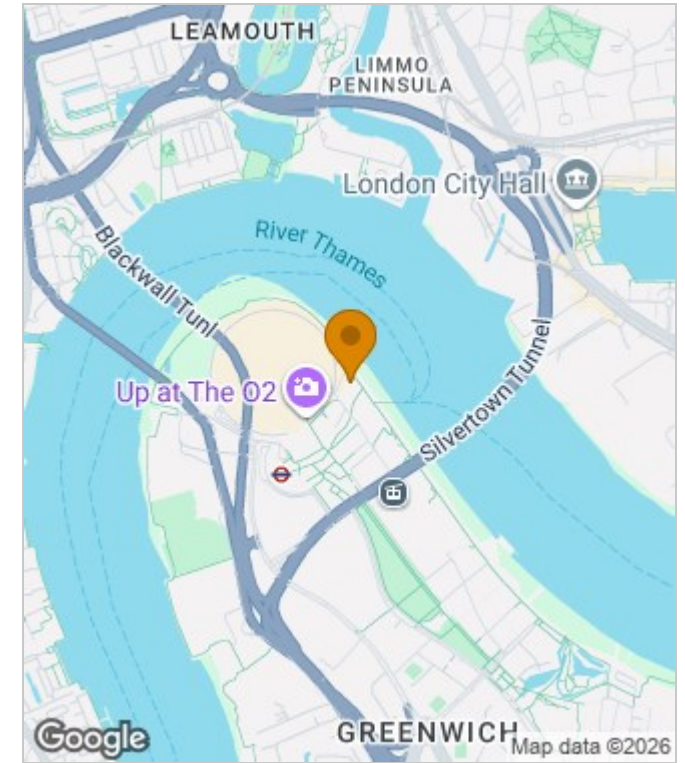 LEAMOUTH
LIMMO
PENINSULA
London City Hall
River Thames
Blackwall Tunl
Up at The O2
Silvertown Tunnel
GREENWICH
Google
Map data ©2026